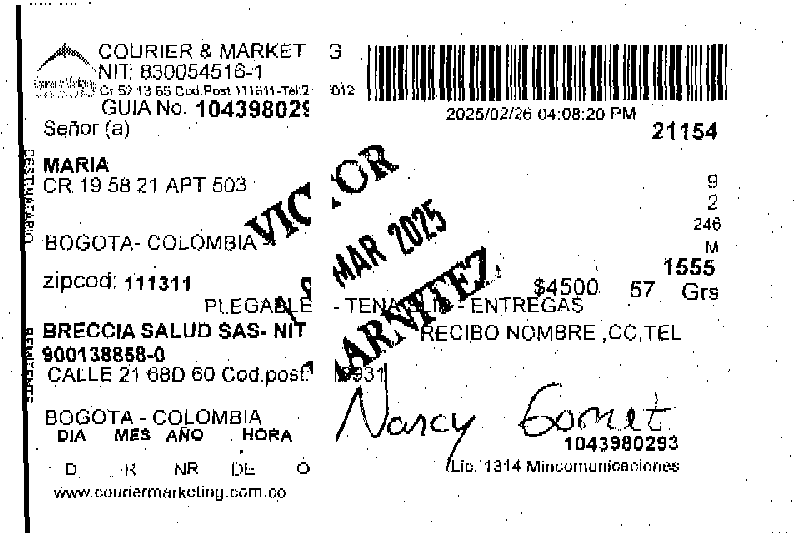 COURIER & MARKET G
NIT: 830054516-1
GUIA No. 104398029
2025/02/26 04:08:20 PM
Señor (a)
21154
DESTINATARIO
MARIA
CR 19 58 21 APT 503
9
2
246
BOGOTA- COLOMBIA
M
1555
zipcod: 111311
$4500 57 Grs
PLEGABLE - - ENTREGAS
MAR 2025
BRECCIA SALUD SAS- NIT
RECIBO NOMBRE ,CC,TEL
900138858-0
REMITENTE
CALLE 21 68D 60 Cod.post.
BOGOTA - COLOMBIA
Nancy Gomez
DIA MES AÑO HORA
1043980293
D R NR DE O
/Lic. 1314 Mincomunicaciones
www.couriermarketing.com.co